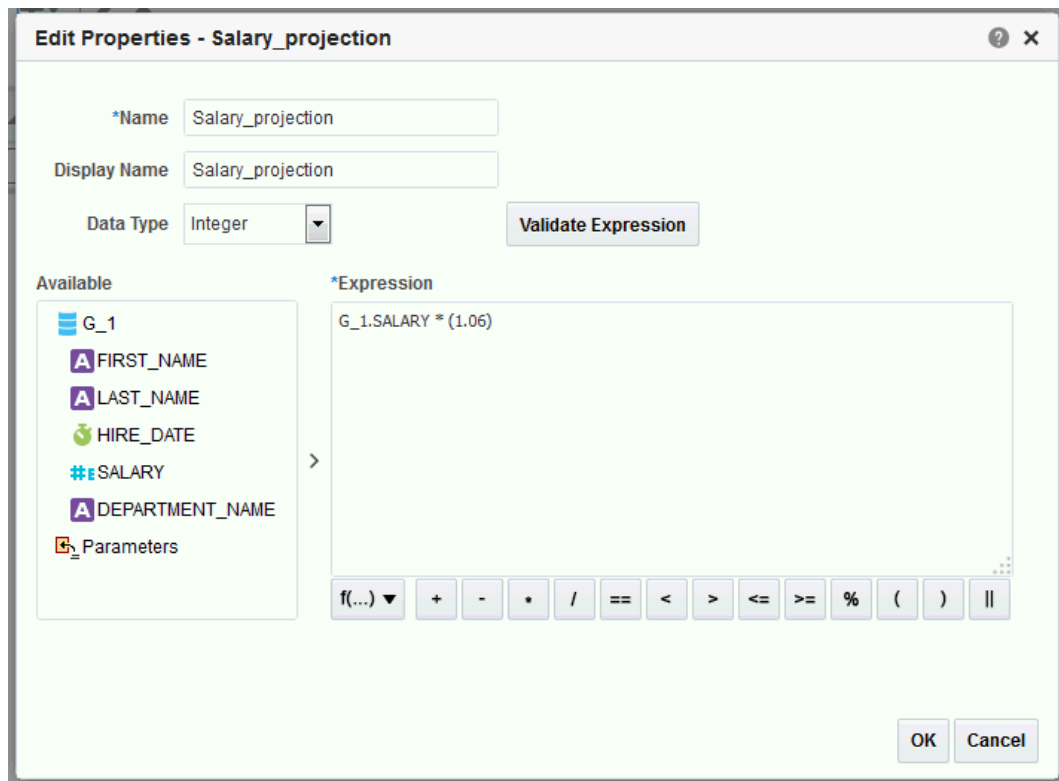 Edit Properties - Salary_projection
*Name Salary_projection
Display Name Salary_projection
Data Type Integer Validate Expression
Available *Expression
G_1 G_1.SALARY * (1.06)
A FIRST_NAME
A LAST_NAME
HIRE_DATE
#E SALARY
A DEPARTMENT_NAME
Parameters
f(...) + - * / == < > <= >= % ( ) ||
OK Cancel